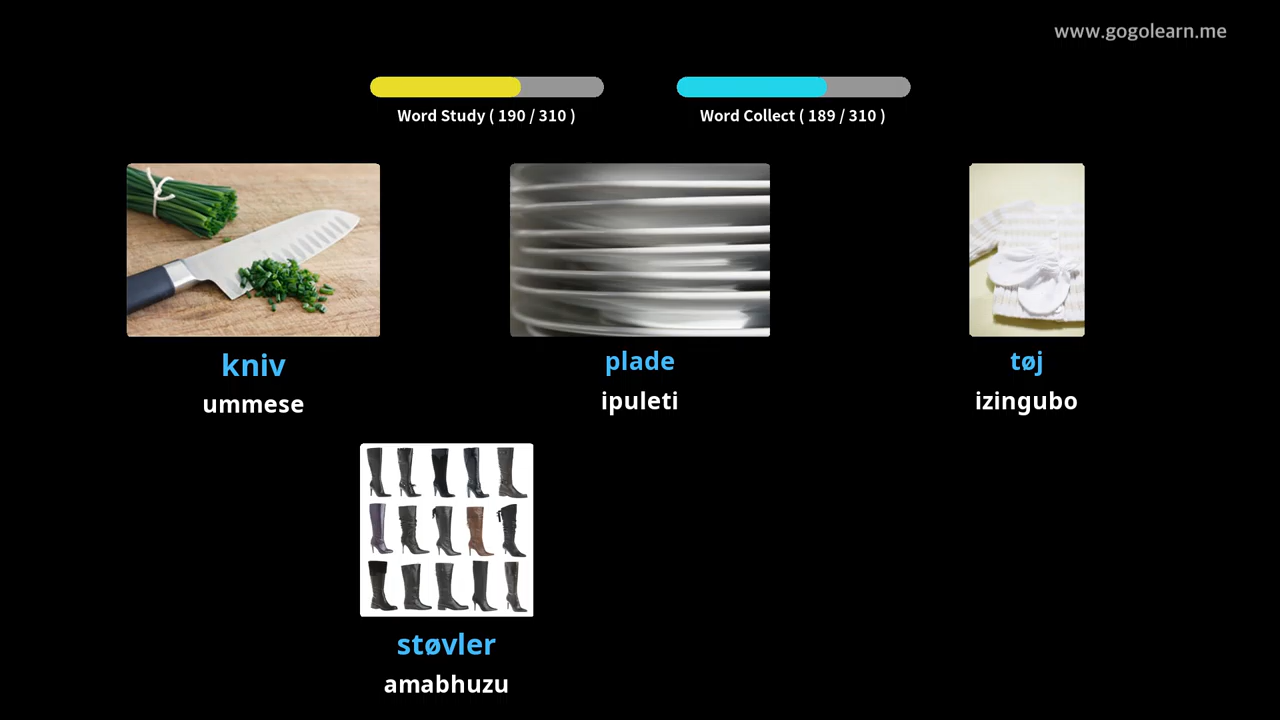 www.gogolearn.me
Word Study ( 190 / 310 )
Word Collect ( 189 / 310 )
kniv
ummese
plade
ipuleti
tøj
izingubo
støvler
amabhuzu